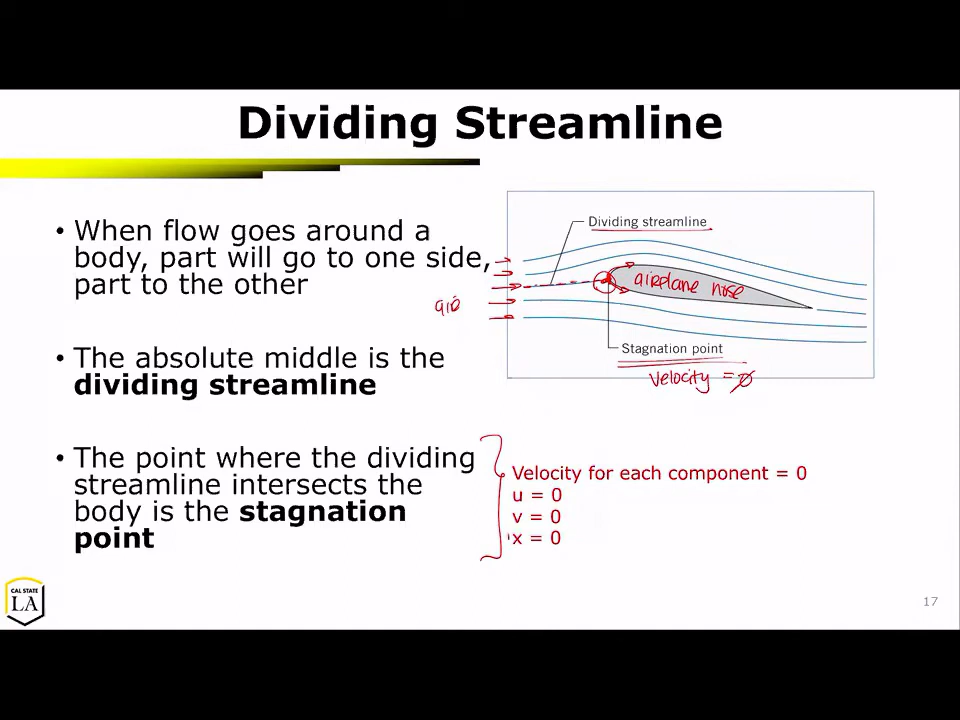 Dividing Streamline
• When flow goes around a
body, part will go to one side,
part to the other
• The absolute middle is the
dividing streamline
• The point where the dividing
streamline intersects the
body is the stagnation
point
Dividing streamline
airplane nose
air
Stagnation point
velocity = 0
Velocity for each component = 0
u = 0
v = 0
x = 0
CAL STATE
LA
17